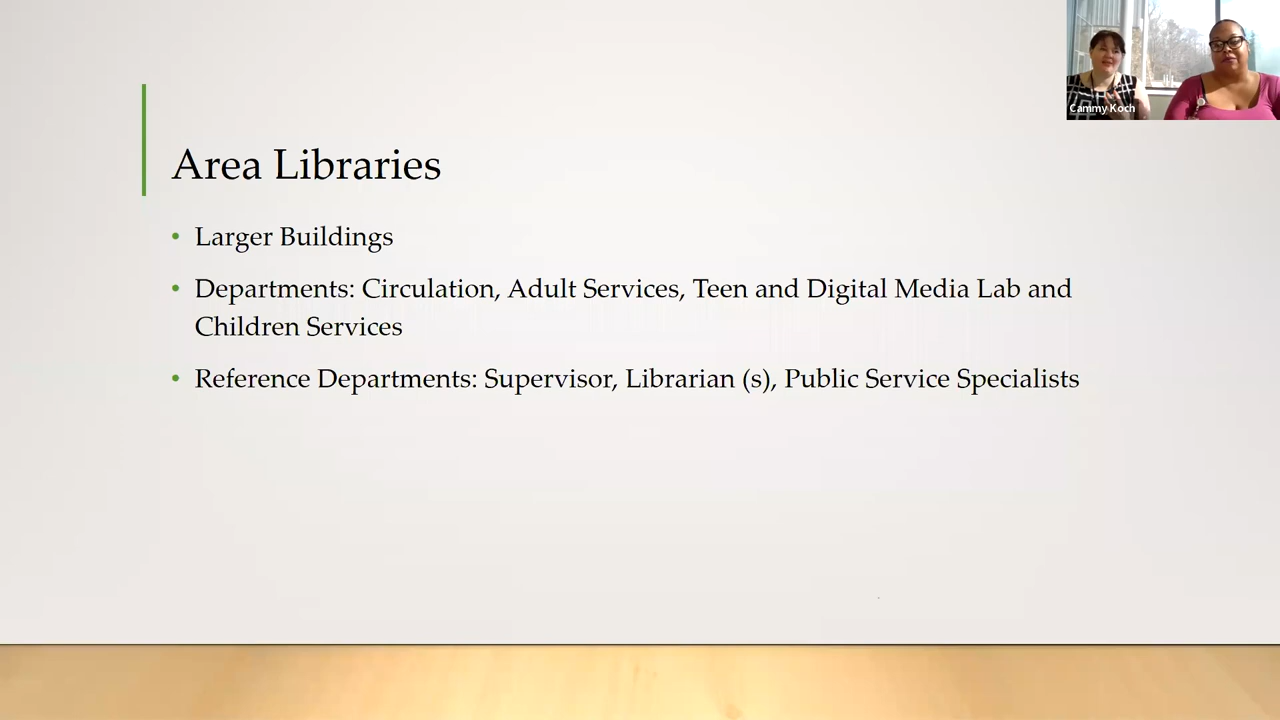 Cammy Koch
Area Libraries
• Larger Buildings
• Departments: Circulation, Adult Services, Teen and Digital Media Lab and
Children Services
• Reference Departments: Supervisor, Librarian (s), Public Service Specialists